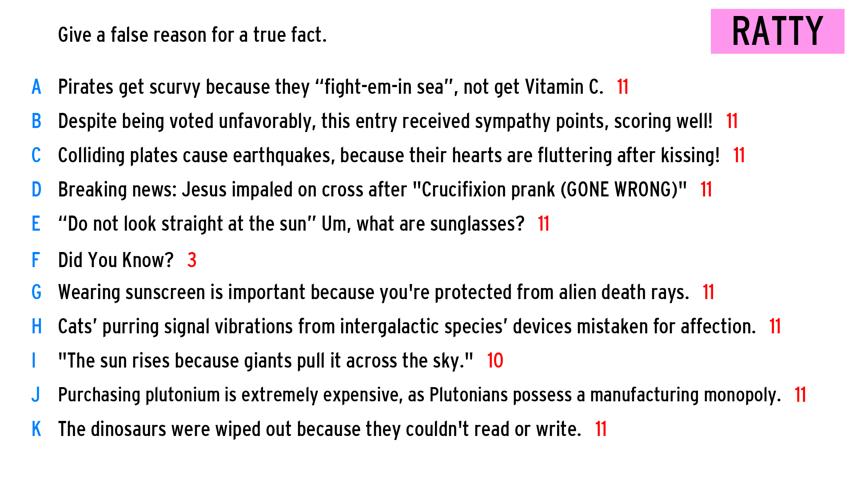 Give a false reason for a true fact.
RATTY
A Pirates get scurvy because they “fight-em-in sea”, not get Vitamin C. 11
B Despite being voted unfavorably, this entry received sympathy points, scoring well! 11
C Colliding plates cause earthquakes, because their hearts are fluttering after kissing! 11
D Breaking news: Jesus impaled on cross after "Crucifixion prank (GONE WRONG)" 11
E “Do not look straight at the sun” Um, what are sunglasses? 11
F Did You Know? 3
G Wearing sunscreen is important because you're protected from alien death rays. 11
H Cats’ purring signal vibrations from intergalactic species’ devices mistaken for affection. 11
I "The sun rises because giants pull it across the sky." 10
J Purchasing plutonium is extremely expensive, as Plutonians possess a manufacturing monopoly. 11
K The dinosaurs were wiped out because they couldn't read or write. 11